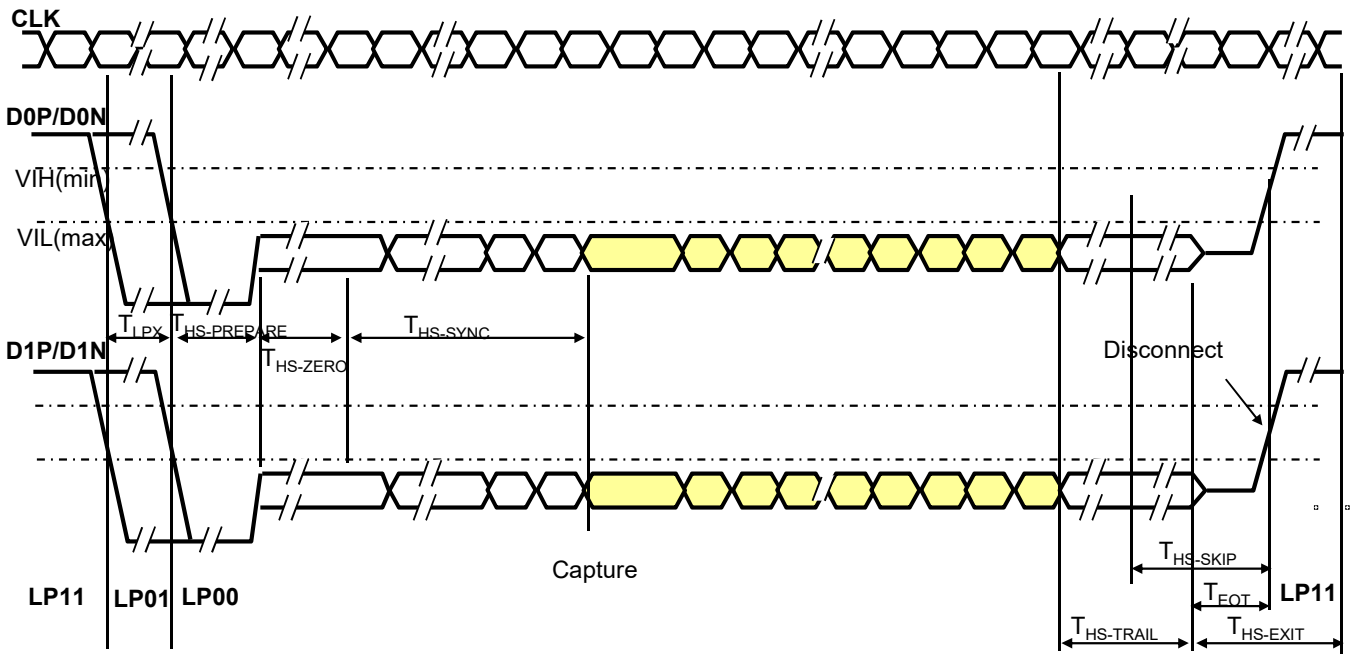 CLK
D0P/D0N
VIH(min)
VIL(max)
TLPX
THS-PREPARE
THS-SYNC
THS-ZERO
D1P/D1N
Disconnect
Capture
THS-SKIP
TEOT
LP11
LP01
LP00
LP11
THS-TRAIL
THS-EXIT